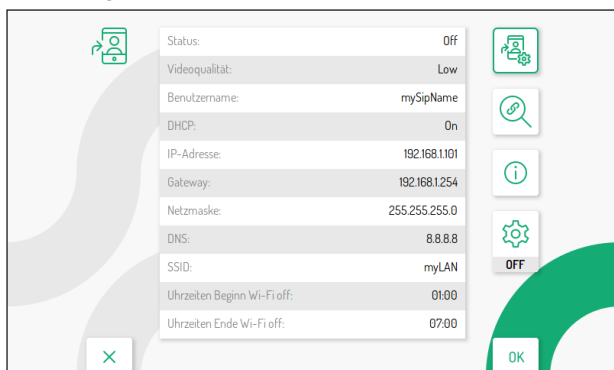 Status: Off
Videoqualität: Low
Benutzername: mySipName
DHCP: On
IP-Adresse: 192.168.1.101
Gateway: 192.168.1.254
Netzmaske: 255.255.255.0
DNS: 8.8.8.8
SSID: myLAN
OFF
Uhrzeiten Beginn Wi-Fi off: 01:00
Uhrzeiten Ende Wi-Fi off: 07:00
OK